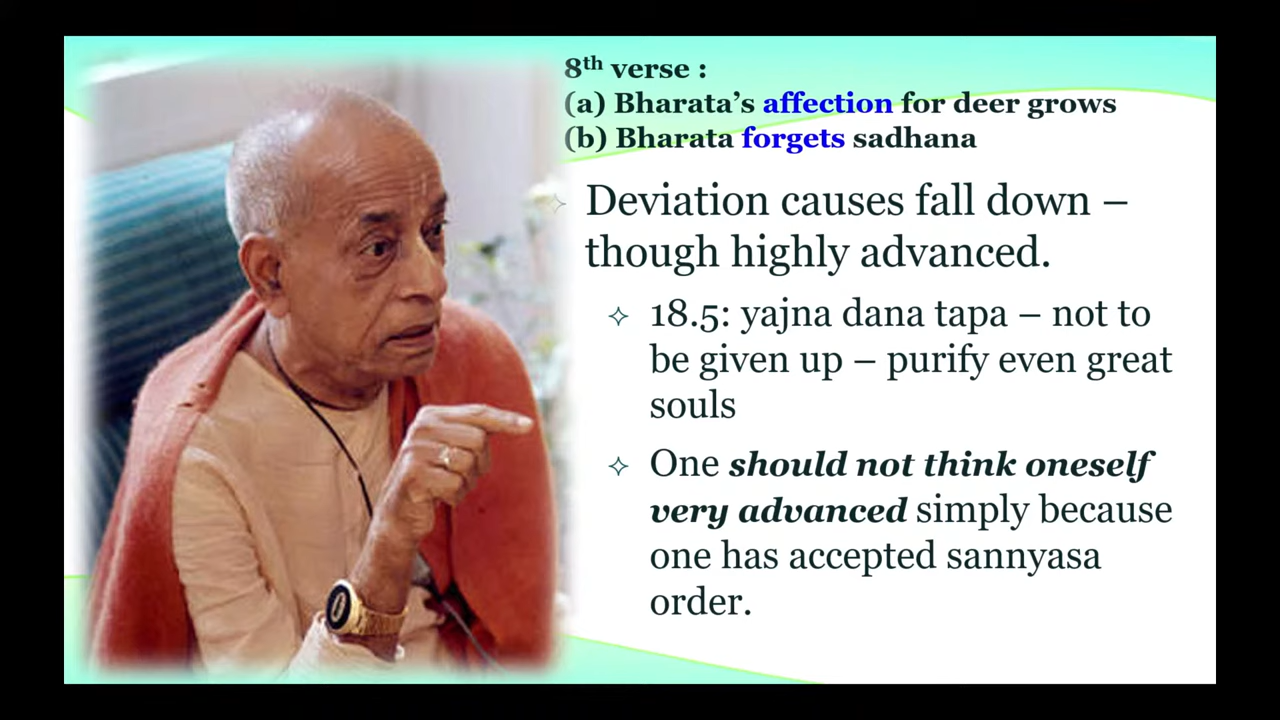 8th verse :
(a) Bharata’s affection for deer grows
(b) Bharata forgets sadhana
Deviation causes fall down –
though highly advanced.
18.5: yajna dana tapa – not to
be given up – purify even great
souls
One should not think oneself
very advanced simply because
one has accepted sannyasa
order.